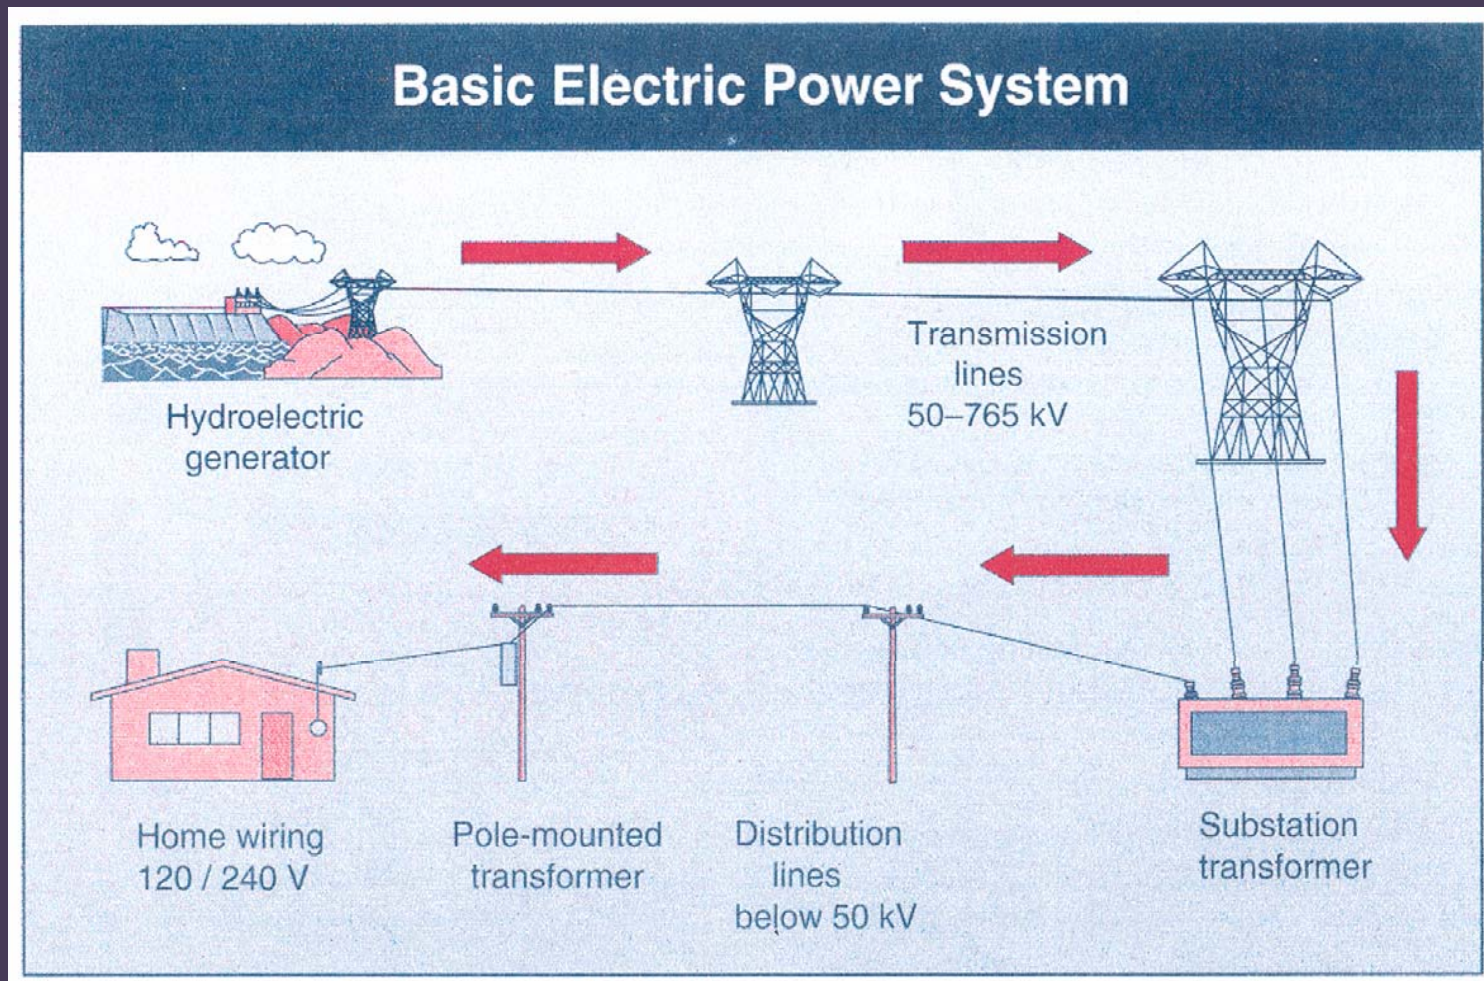 Basic Electric Power System
Hydroelectric
generator
Transmission
lines
50–765 kV
Home wiring
120 / 240 V
Pole-mounted
transformer
Distribution
lines
below 50 kV
Substation
transformer